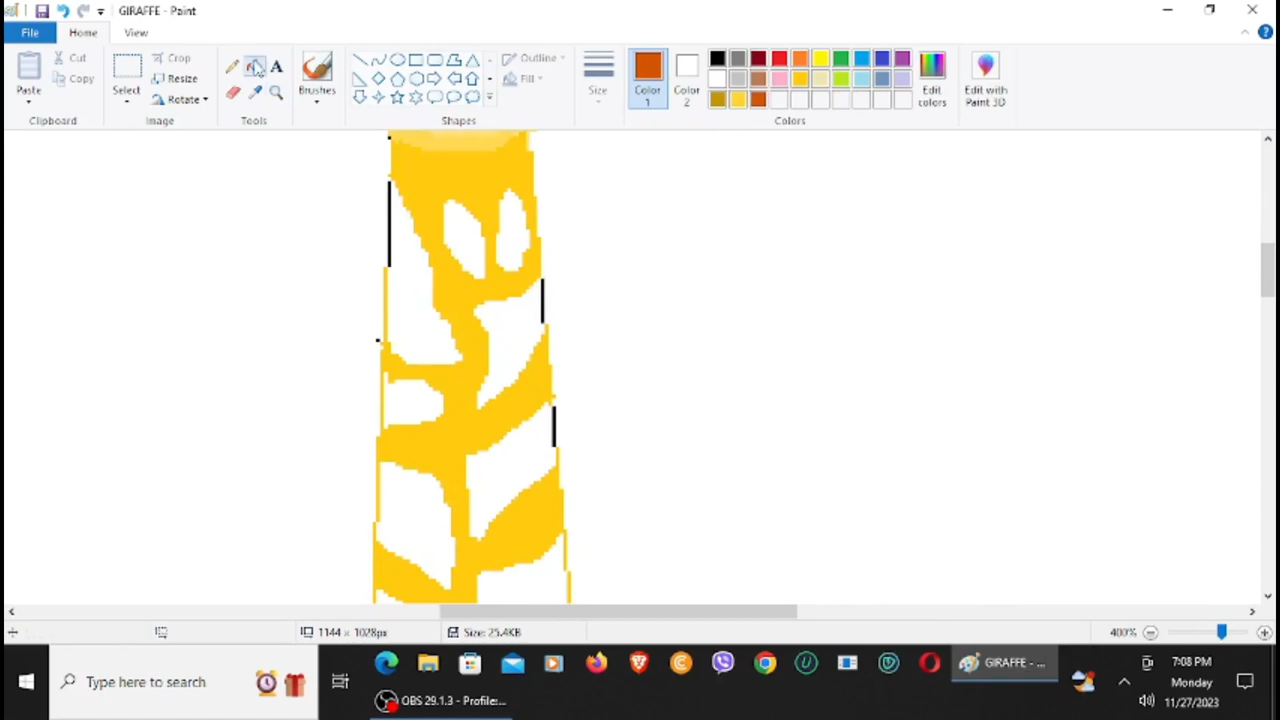 GIRAFFE - Paint
File Home View
Paste
Cut
Copy
Clipboard
Select
Crop
Resize
Rotate
Image
A
Tools
Brushes
Outline
Fill
Shapes
Size
Color 1
Color 2
Edit colors
Edit with Paint 3D
Colors
1144 × 1028px Size: 25.4KB 400%
Type here to search
GIRAFFE - ...
OBS 29.1.3 - Profile:...
7:08 PM
Monday
11/27/2023